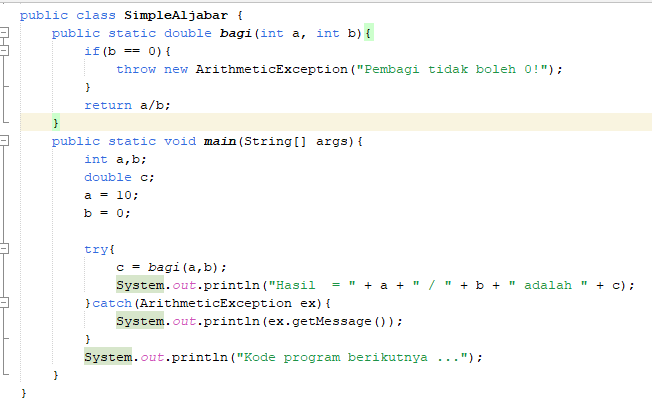 public class SimpleAljabar {
    public static double bagi(int a, int b){
        if(b == 0){
            throw new ArithmeticException("Pembagi tidak boleh 0!");
        }
        return a/b;
    }
    public static void main(String[] args){
        int a,b;
        double c;
        a = 10;
        b = 0;

        try{
            c = bagi(a,b);
            System.out.println("Hasil  = " + a + " / " + b + " adalah " + c);
        }catch(ArithmeticException ex){
            System.out.println(ex.getMessage());
        }
        System.out.println("Kode program berikutnya ...");
    }
}